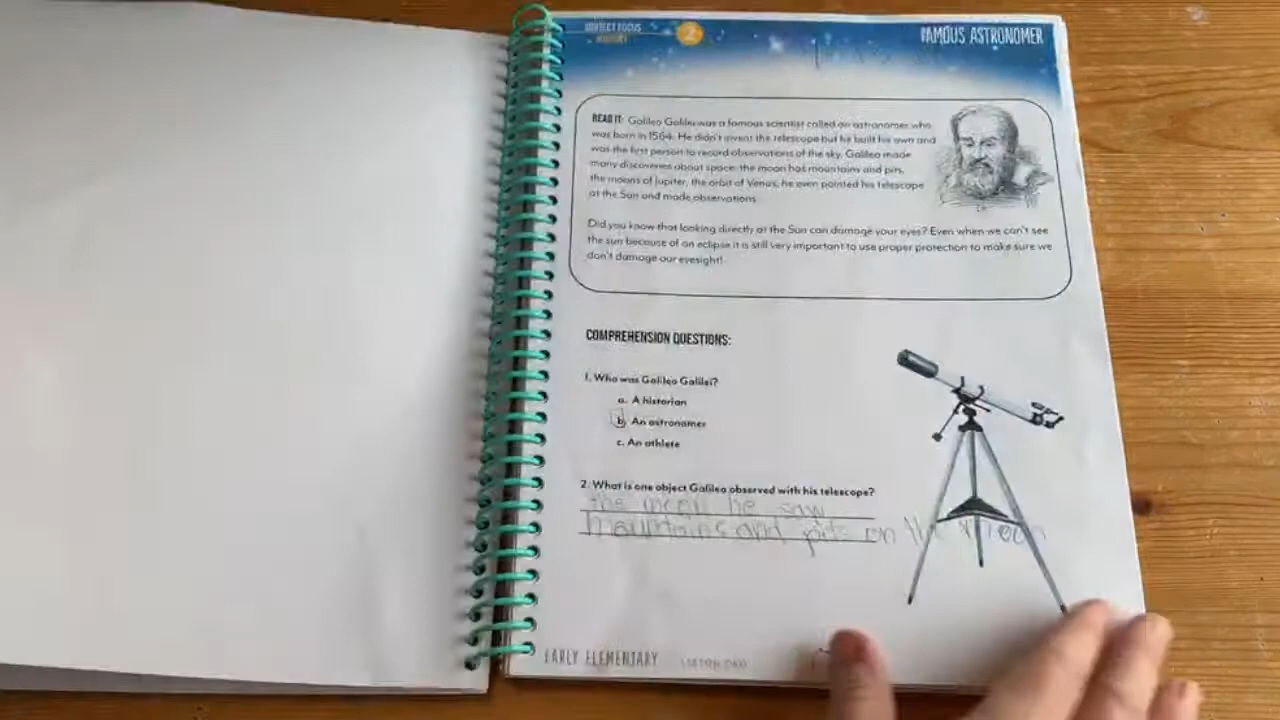 SUBJECT FOCUS
HISTORY
2
FAMOUS ASTRONOMER
READ IT: Galileo Galilei was a famous scientist called an astronomer who
was born in 1564. He didn't invent the telescope but he built his own and
was the first person to record observations of the sky. Galileo made
many discoveries about space: the moon has mountains and pits,
the moons of Jupiter, the orbit of Venus, he even pointed his telescope
at the Sun and made observations.
Did you know that looking directly at the Sun can damage your eyes? Even when we can't see
the sun because of an eclipse it is still very important to use proper protection to make sure we
don't damage our eyesight!
COMPREHENSION QUESTIONS:
1. Who was Galileo Galilei?
a. A historian
b. An astronomer
c. An athlete
2. What is one object Galileo observed with his telescope?
the moon he saw
mountains and pits on the moon
EARLY ELEMENTARY